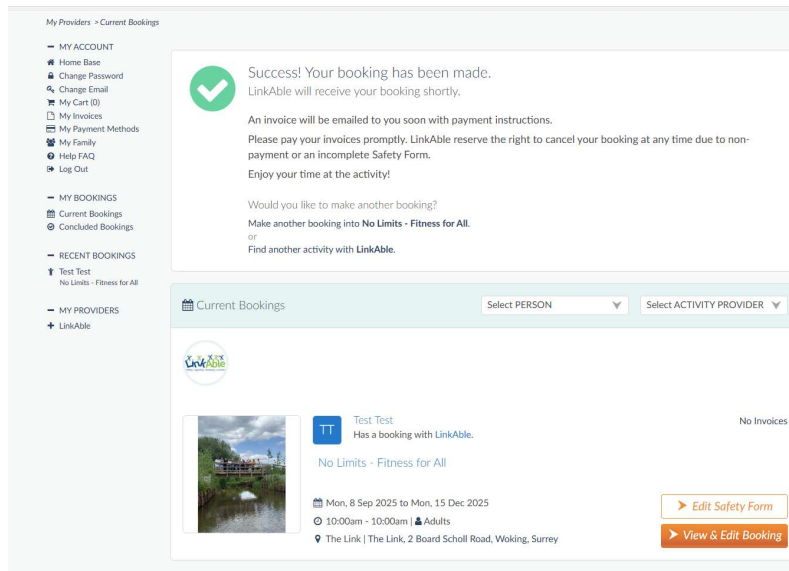 My Providers > Current Bookings
MY ACCOUNT
Home Base
Change Password
Change Email
My Cart (0)
My Invoices
My Payment Methods
My Family
Help FAQ
Log Out
MY BOOKINGS
Current Bookings
Concluded Bookings
RECENT BOOKINGS
Test Test
No Limits - Fitness for All
MY PROVIDERS
LinkAble
Success! Your booking has been made.
LinkAble will receive your booking shortly.
An invoice will be emailed to you soon with payment instructions.
Please pay your invoices promptly. LinkAble reserve the right to cancel your booking at any time due to non-
payment or an incomplete Safety Form.
Enjoy your time at the activity!
Would you like to make another booking?
Make another booking into No Limits - Fitness for All.
or
Find another activity with LinkAble.
Current Bookings
Select PERSON
Select ACTIVITY PROVIDER
LinkAble
TT
Test Test
Has a booking with LinkAble.
No Invoices
No Limits - Fitness for All
Mon, 8 Sep 2025 to Mon, 15 Dec 2025
10:00am - 10:00am | Adults
The Link | The Link, 2 Board Scholl Road, Woking, Surrey
Edit Safety Form
View & Edit Booking